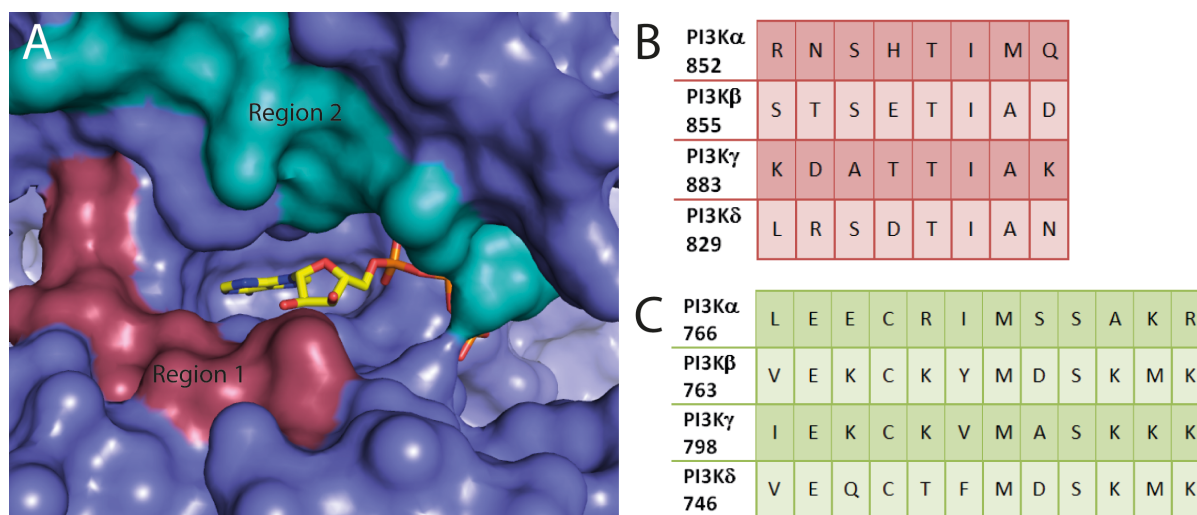 A
Region 2
Region 1
B
PI3Kα
852
R N S H T I M Q
PI3Kβ
855
S T S E T I A D
PI3Kγ
883
K D A T T I A K
PI3Kδ
829
L R S D T I A N
C
PI3Kα
766
L E E C R I M S S A K R
PI3Kβ
763
V E K C K Y M D S K M K
PI3Kγ
798
I E K C K V M A S K K K
PI3Kδ
746
V E Q C T F M D S K M K